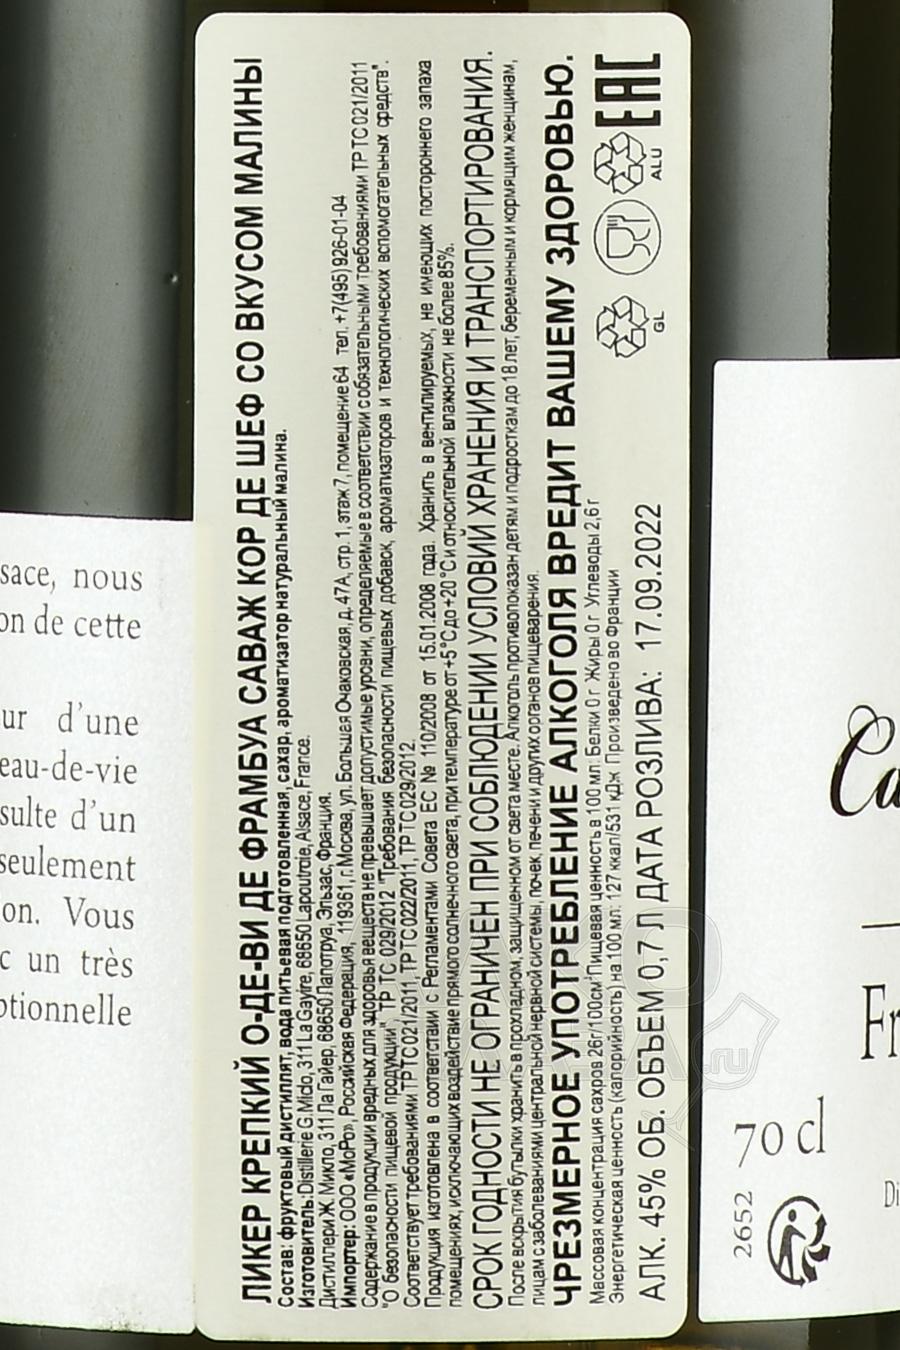 ЛИКЕР КРЕПКИЙ О-ДЕ-ВИ ДЕ ФРАМБУА САВАЖ КОР ДЕ ШЕФ СО ВКУСОМ МАЛИНЫ
Состав: фруктовый дистиллят, вода питьевая подготовленная, сахар, ароматизатор натуральный малина.
Изготовитель: Distillerie G. Miclo, 311 La Gayire, 68650 Lapoutroie, Alsace, France.
Дистиллери Ж. Микло, 311 Ла Гайер, 68650 Лапотруа, Эльзас, Франция.
Импортер: ООО «МоРо», Российская Федерация, 119361, г. Москва, ул. Большая Очаковская, д. 47А, стр. 1, этаж 7, помещение 64 тел. +7(495) 926-01-04
Содержание в продукции вредных для здоровья веществ не превышает допустимые уровни, определяемые в соответствии с обязательными требованиями ТР ТС 021/2011
"О безопасности пищевой продукции", ТР ТС 029/2012 "Требования безопасности пищевых добавок, ароматизаторов и технологических вспомогательных средств".
Соответствует требованиями ТР ТС 021/2011, ТР ТС 022/2011, ТР ТС 029/2012.
Продукция изготовлена в соответствии с Регламентами Совета ЕС № 110/2008 от 15.01.2008 года. Хранить в вентилируемых, не имеющих постороннего запаха
помещениях, исключающих воздействие прямого солнечного света, при температуре от +5 °С до +20 °С и относительной влажности не более 85%.
СРОК ГОДНОСТИ НЕ ОГРАНИЧЕН ПРИ СОБЛЮДЕНИИ УСЛОВИЙ ХРАНЕНИЯ И ТРАНСПОРТИРОВАНИЯ.
После вскрытия бутылки хранить в прохладном, защищенном от света месте. Алкоголь противопоказан детям и подросткам до 18 лет, беременным и кормящим женщинам,
лицам с заболеваниями центральной нервной системы, почек, печени и других органов пищеварения.
ЧРЕЗМЕРНОЕ УПОТРЕБЛЕНИЕ АЛКОГОЛЯ ВРЕДИТ ВАШЕМУ ЗДОРОВЬЮ.
Массовая концентрация сахаров 26г/100см³ Пищевая ценность в 100 мл: Белки 0 г Жиры 0 г Углеводы 2,6 г
Энергетическая ценность (калорийность) на 100 мл: 127 ккал/531 кДж Произведено во Франции
АЛК. 45% ОБ. ОБЪЕМ 0,7 Л ДАТА РОЗЛИВА: 17.09.2022
GL
ALU
EAC
sace, nous
on de cette
ur d'une
eau-de-vie
sulte d'un
seulement
on. Vous
c un très
ptionnelle
Ca
Fr
70 cl
2652
Di
.ru